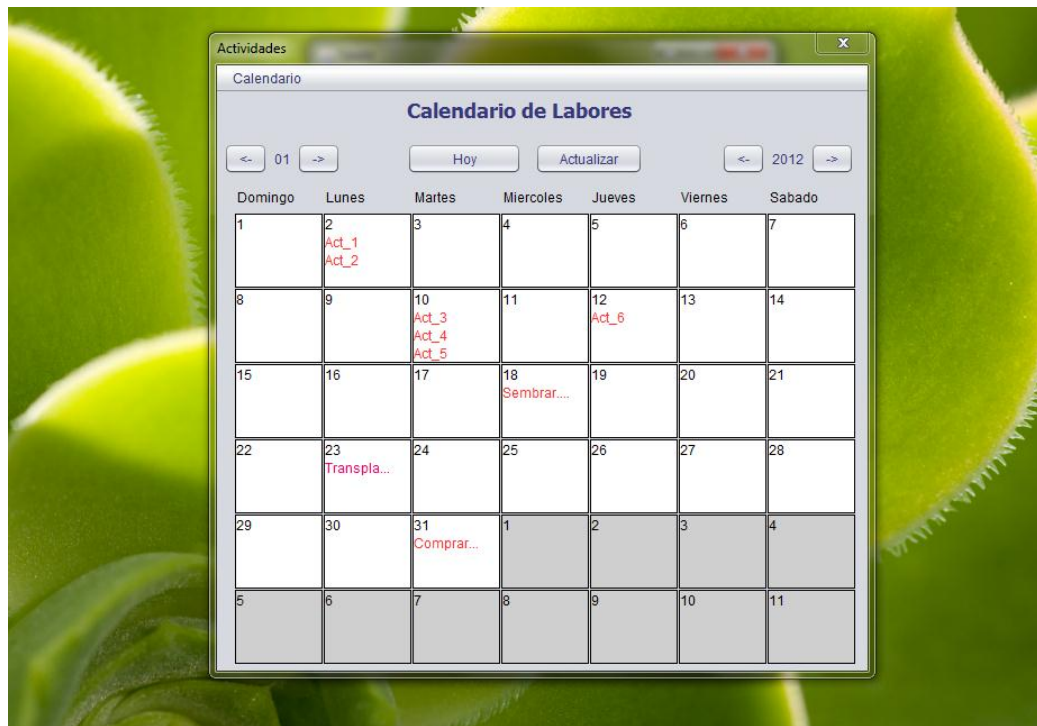 Actividades
Calendario
Calendario de Labores
<- 01 -> Hoy Actualizar <- 2012 ->
Domingo Lunes Martes Miercoles Jueves Viernes Sabado
1 2 3 4 5 6 7
Act_1
Act_2
8 9 10 11 12 13 14
Act_3 Act_6
Act_4
Act_5
15 16 17 18 19 20 21
Sembrar....
22 23 24 25 26 27 28
Transpla...
29 30 31 1 2 3 4
Comprar...
5 6 7 8 9 10 11